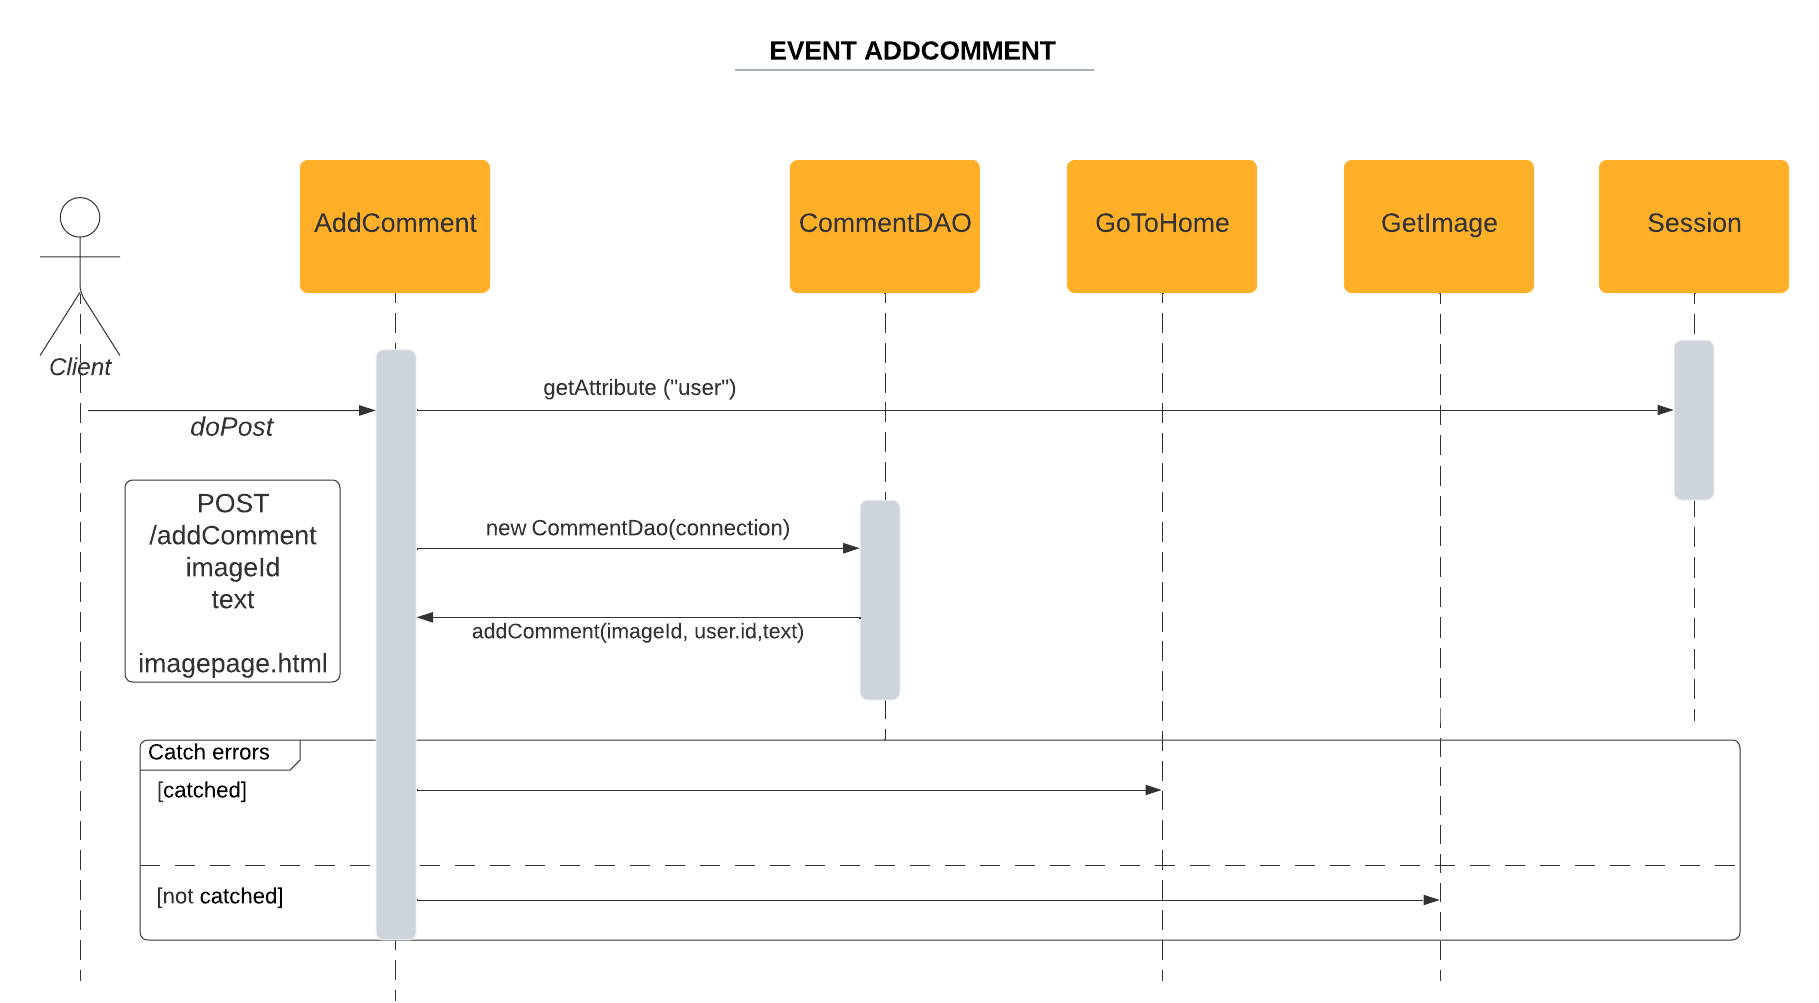 EVENT ADDCOMMENT
AddComment
CommentDAO
GoToHome
GetImage
Session
Client
getAttribute ("user")
doPost
POST
/addComment
imageId
text
imagepage.html
new CommentDao(connection)
addComment(imageId, user.id,text)
Catch errors
[catched]
[not catched]